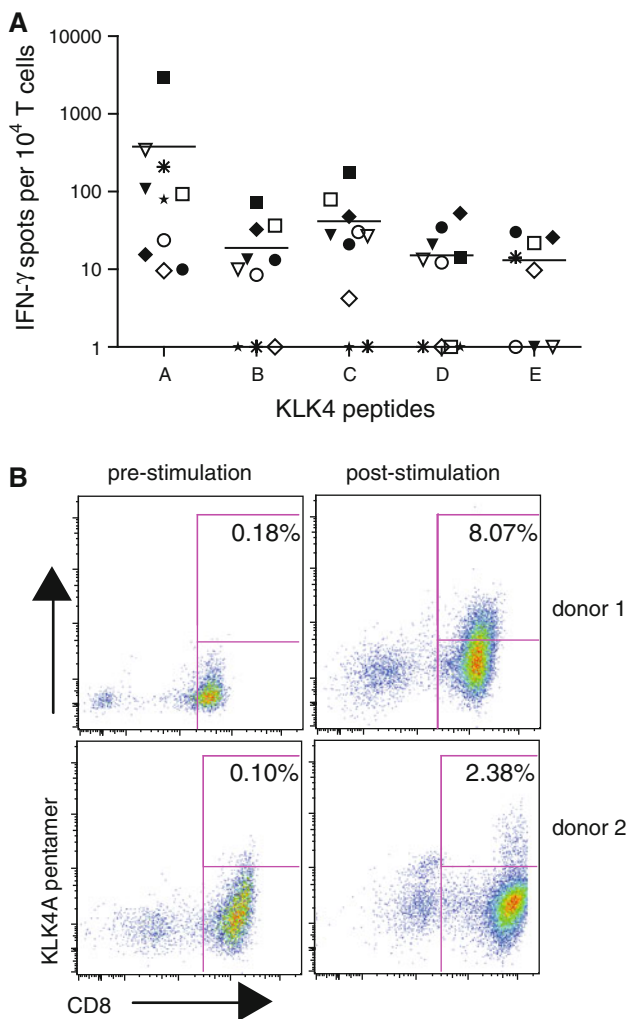 A
10000
1000
100
10
1
IFN-γ spots per 10⁴ T cells
A B C D E
KLK4 peptides
B
pre-stimulation post-stimulation
0.18% 8.07%
donor 1
0.10% 2.38%
donor 2
KLK4A pentamer
CD8